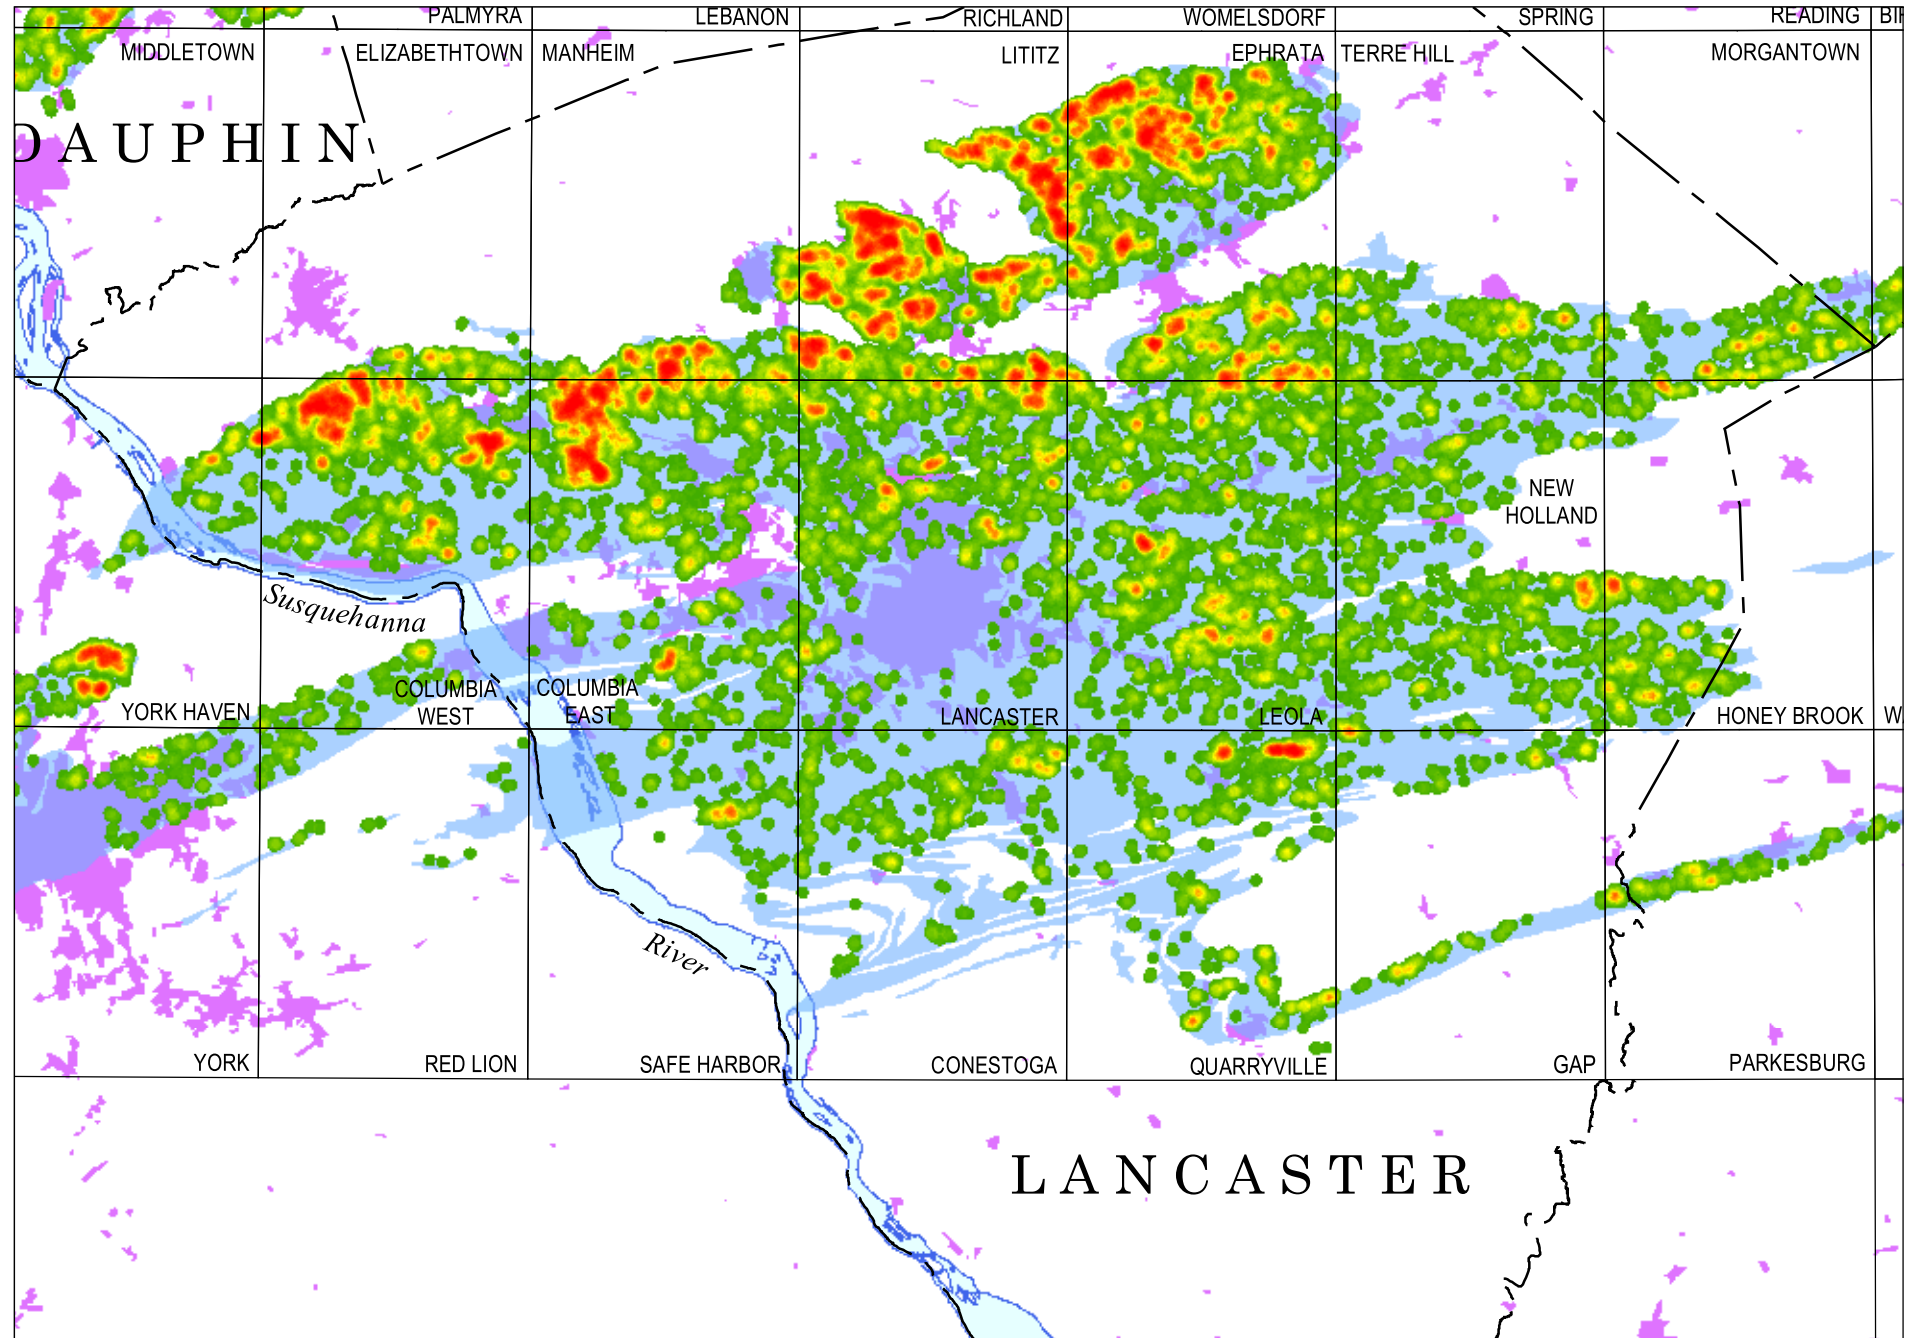 PALMYRA
LEBANON
RICHLAND
WOMELSDORF
SPRING
READING
MIDDLETOWN
ELIZABETHTOWN
MANHEIM
LITITZ
EPHRATA
TERRE HILL
MORGANTOWN
DAUPHIN
NEW
HOLLAND
Susquehanna
YORK HAVEN
COLUMBIA
WEST
COLUMBIA
EAST
LANCASTER
LEOLA
HONEY BROOK
W
River
YORK
RED LION
SAFE HARBOR
CONESTOGA
QUARRYVILLE
GAP
PARKESBURG
LANCASTER